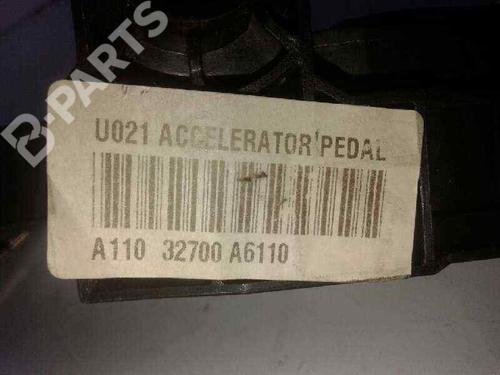 B-PARTS
U021 ACCELERATOR PEDAL
A110 32700 A6110